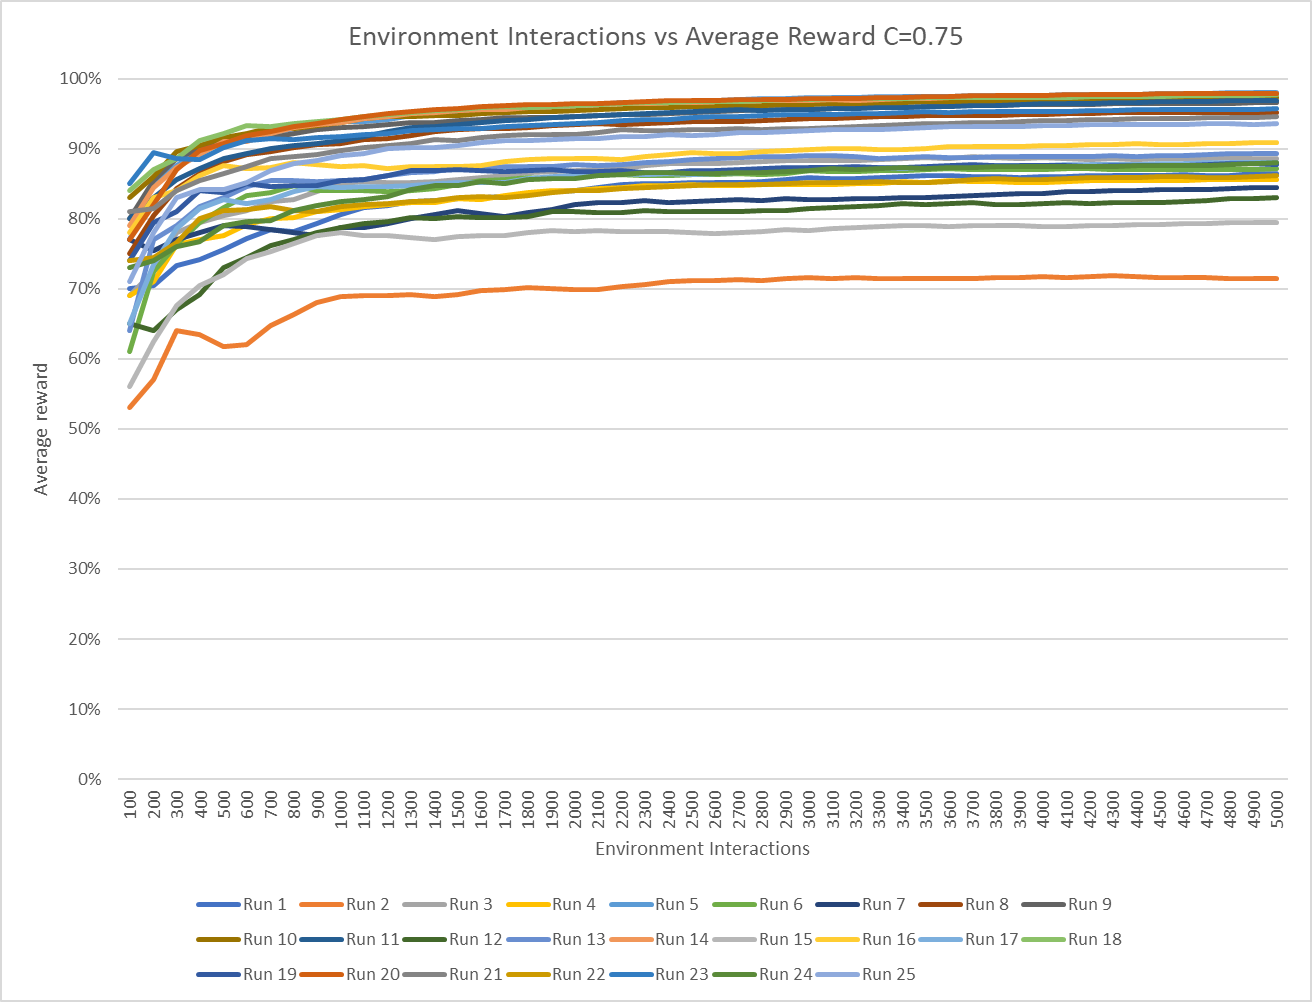 Environment Interactions vs Average Reward C=0.75
100%
90%
80%
70%
60%
50%
40%
30%
20%
10%
0%
Average reward
100 200 300 400 500 600 700 800 900 1000 1100 1200 1300 1400 1500 1600 1700 1800 1900 2000 2100 2200 2300 2400 2500 2600 2700 2800 2900 3000 3100 3200 3300 3400 3500 3600 3700 3800 3900 4000 4100 4200 4300 4400 4500 4600 4700 4800 4900 5000
Environment Interactions
Run 1 Run 2 Run 3 Run 4 Run 5 Run 6 Run 7 Run 8 Run 9
Run 10 Run 11 Run 12 Run 13 Run 14 Run 15 Run 16 Run 17 Run 18
Run 19 Run 20 Run 21 Run 22 Run 23 Run 24 Run 25